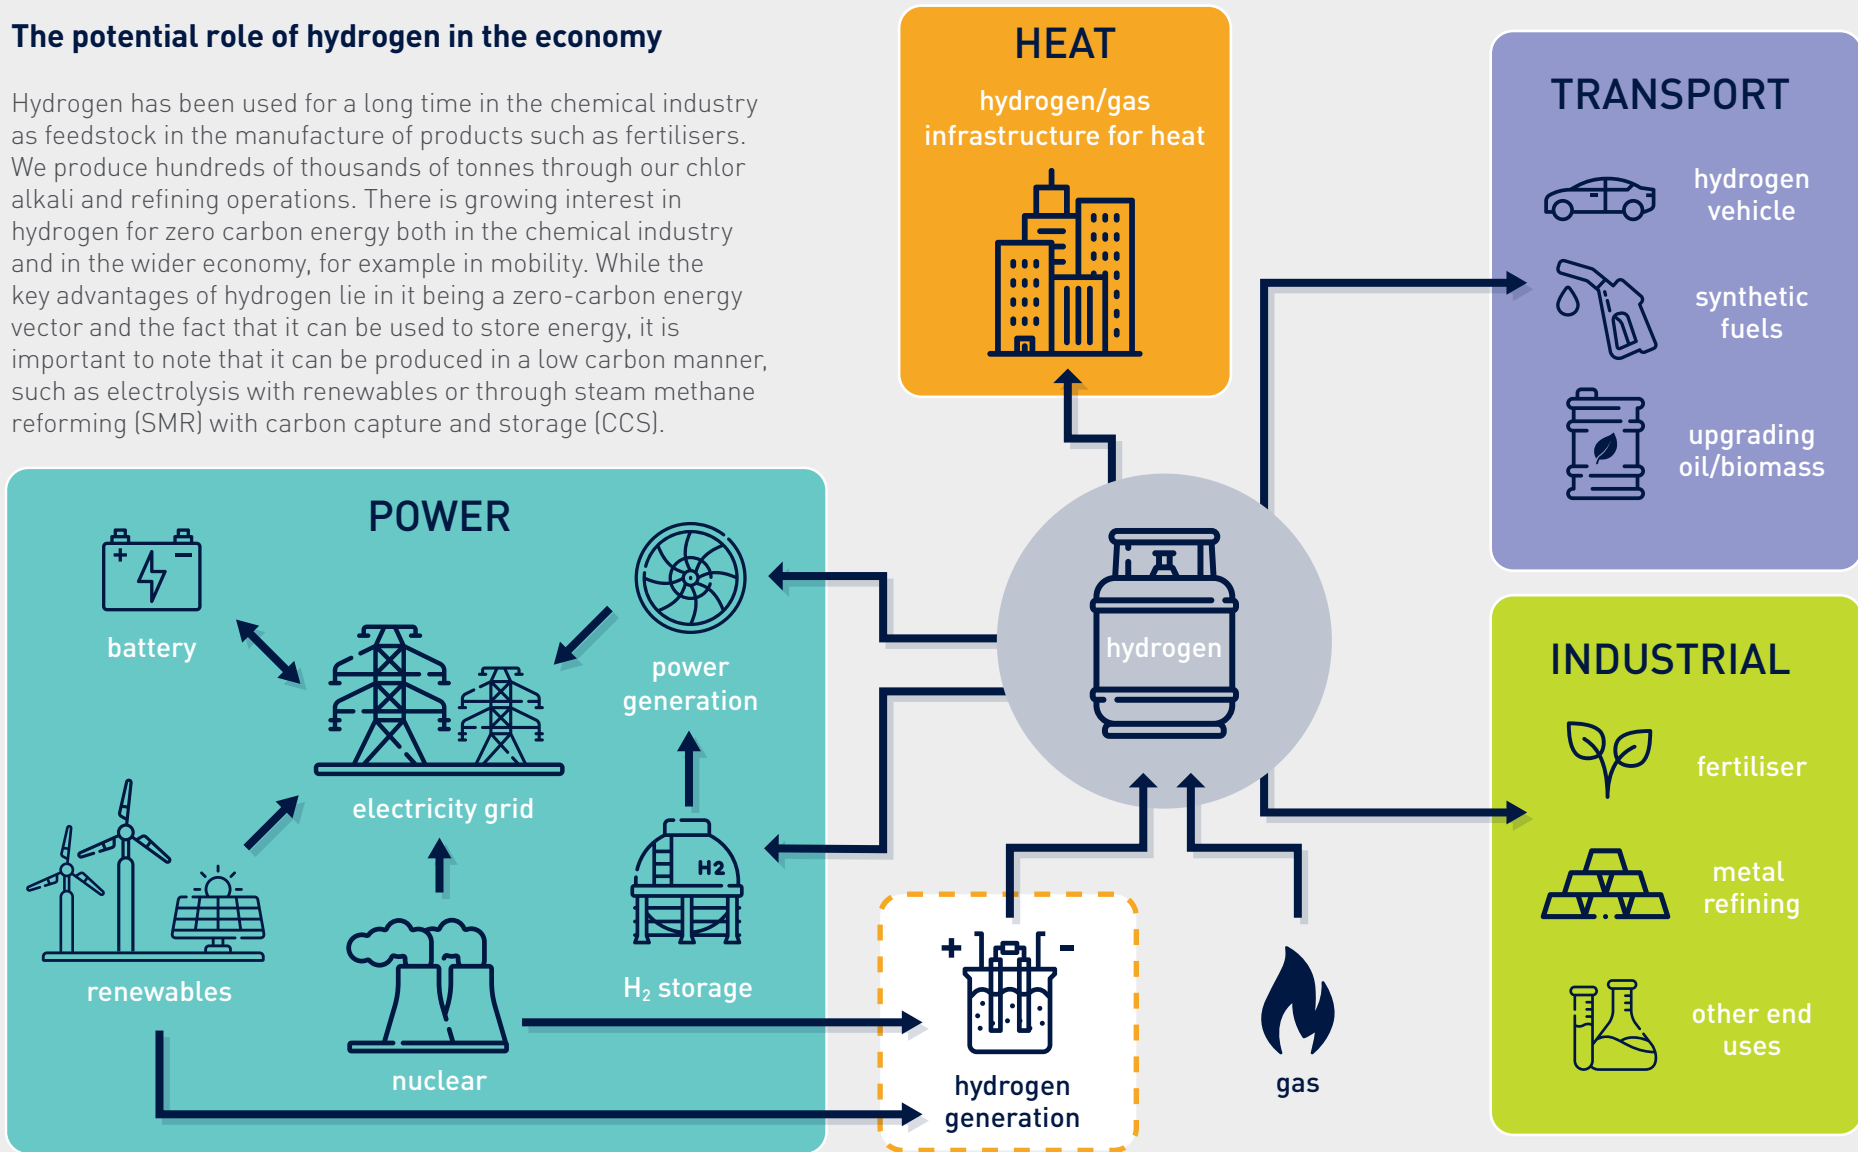 The potential role of hydrogen in the economy
Hydrogen has been used for a long time in the chemical industry
as feedstock in the manufacture of products such as fertilisers.
We produce hundreds of thousands of tonnes through our chlor
alkali and refining operations. There is growing interest in
hydrogen for zero carbon energy both in the chemical industry
and in the wider economy, for example in mobility. While the
key advantages of hydrogen lie in it being a zero-carbon energy
vector and the fact that it can be used to store energy, it is
important to note that it can be produced in a low carbon manner,
such as electrolysis with renewables or through steam methane
reforming (SMR) with carbon capture and storage (CCS).
HEAT
hydrogen/gas
infrastructure for heat
TRANSPORT
hydrogen
vehicle
synthetic
fuels
upgrading
oil/biomass
POWER
+ −
battery
power
generation
electricity grid
renewables
nuclear
H2
H₂ storage
hydrogen
+ −
hydrogen
generation
gas
INDUSTRIAL
fertiliser
metal
refining
other end
uses